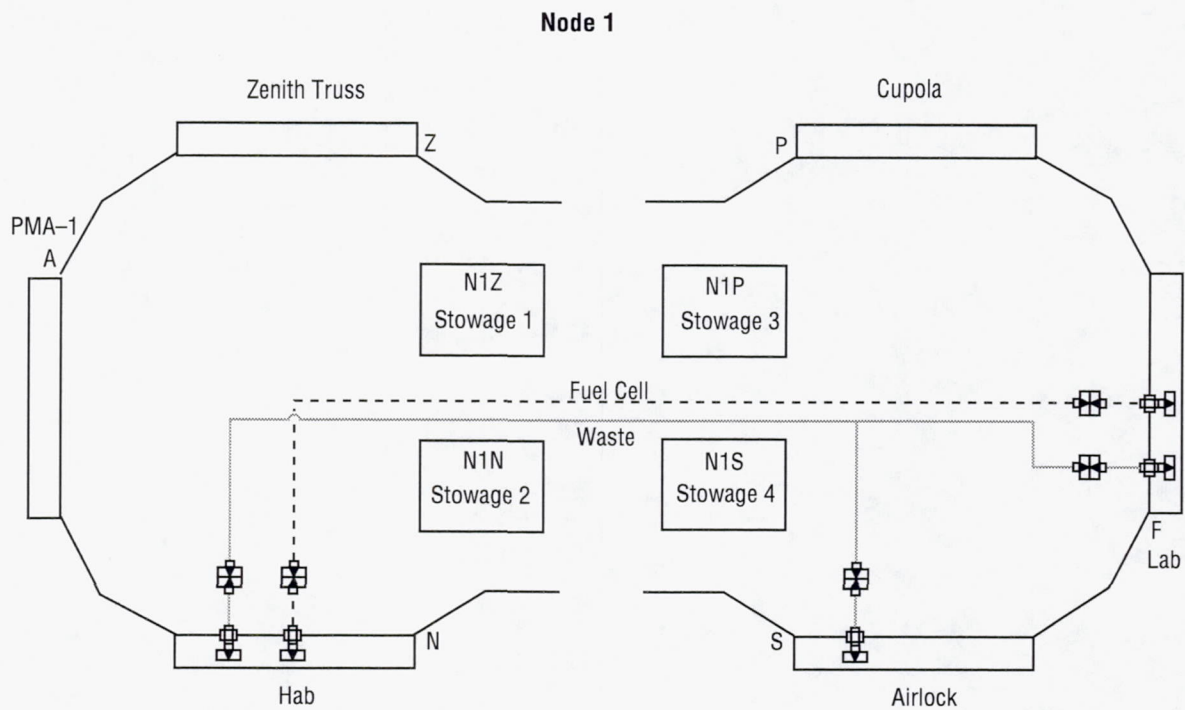 Node 1
Zenith Truss
Cupola
Z
P
PMA–1
A
N1Z
Stowage 1
N1P
Stowage 3
Fuel Cell
Waste
N1N
Stowage 2
N1S
Stowage 4
F
Lab
N
S
Hab
Airlock